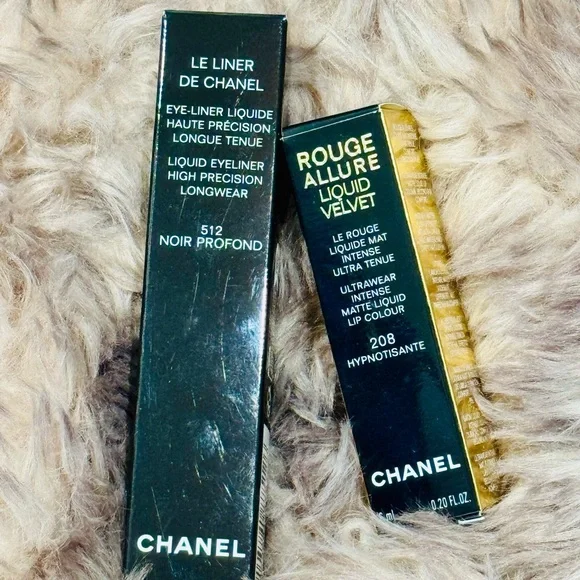 LE LINER
DE CHANEL
EYE-LINER LIQUIDE
HAUTE PRÉCISION
LONGUE TENUE
LIQUID EYELINER
HIGH PRECISION
LONGWEAR
512
NOIR PROFOND
CHANEL
ROUGE
ALLURE
LIQUID
VELVET
LE ROUGE
LIQUIDE MAT
INTENSE
ULTRA TENUE
ULTRAWEAR
INTENSE
MATTE LIQUID
LIP COLOUR
208
HYPNOTISANTE
CHANEL
ml 0.20 FL.OZ.